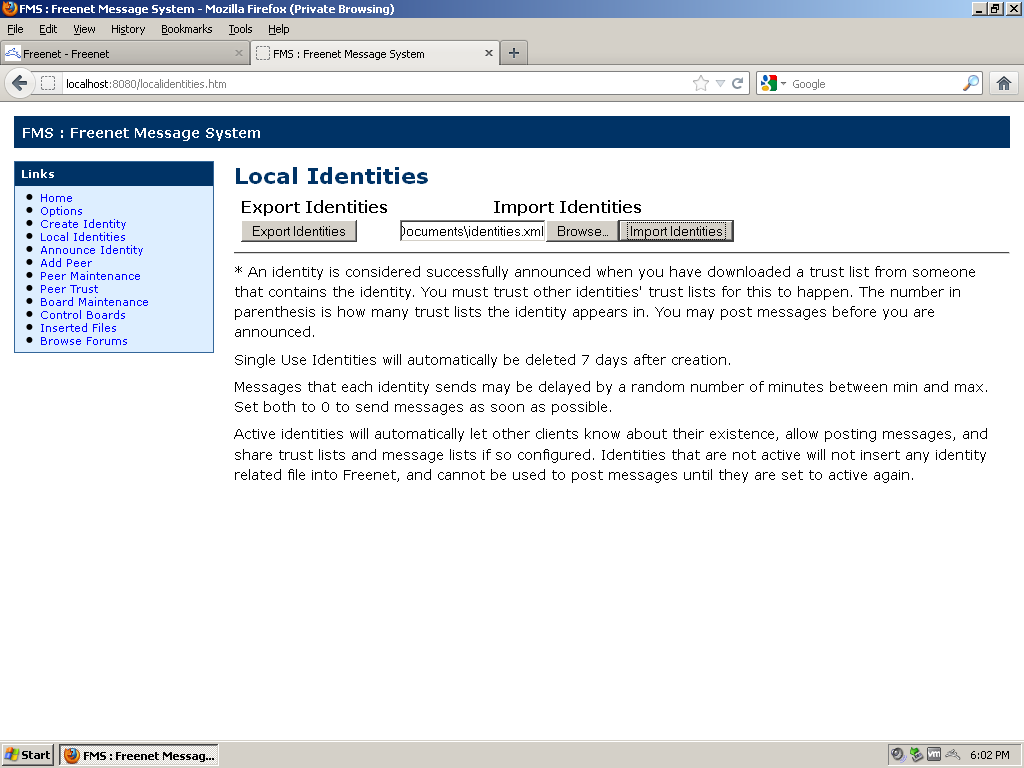 FMS : Freenet Message System - Mozilla Firefox (Private Browsing)
File Edit View History Bookmarks Tools Help
Freenet - Freenet
FMS : Freenet Message System
localhost:8080/localidentities.htm
Google
FMS : Freenet Message System
Links
Home
Options
Create Identity
Local Identities
Announce Identity
Add Peer
Peer Maintenance
Peer Trust
Board Maintenance
Control Boards
Inserted Files
Browse Forums
Local Identities
Export Identities Import Identities
Export Identities Documents\identities.xml Browse... Import Identities
* An identity is considered successfully announced when you have downloaded a trust list from someone
that contains the identity. You must trust other identities' trust lists for this to happen. The number in
parenthesis is how many trust lists the identity appears in. You may post messages before you are
announced.
Single Use Identities will automatically be deleted 7 days after creation.
Messages that each identity sends may be delayed by a random number of minutes between min and max.
Set both to 0 to send messages as soon as possible.
Active identities will automatically let other clients know about their existence, allow posting messages, and
share trust lists and message lists if so configured. Identities that are not active will not insert any identity
related file into Freenet, and cannot be used to post messages until they are set to active again.
Start FMS : Freenet Messag... 6:02 PM